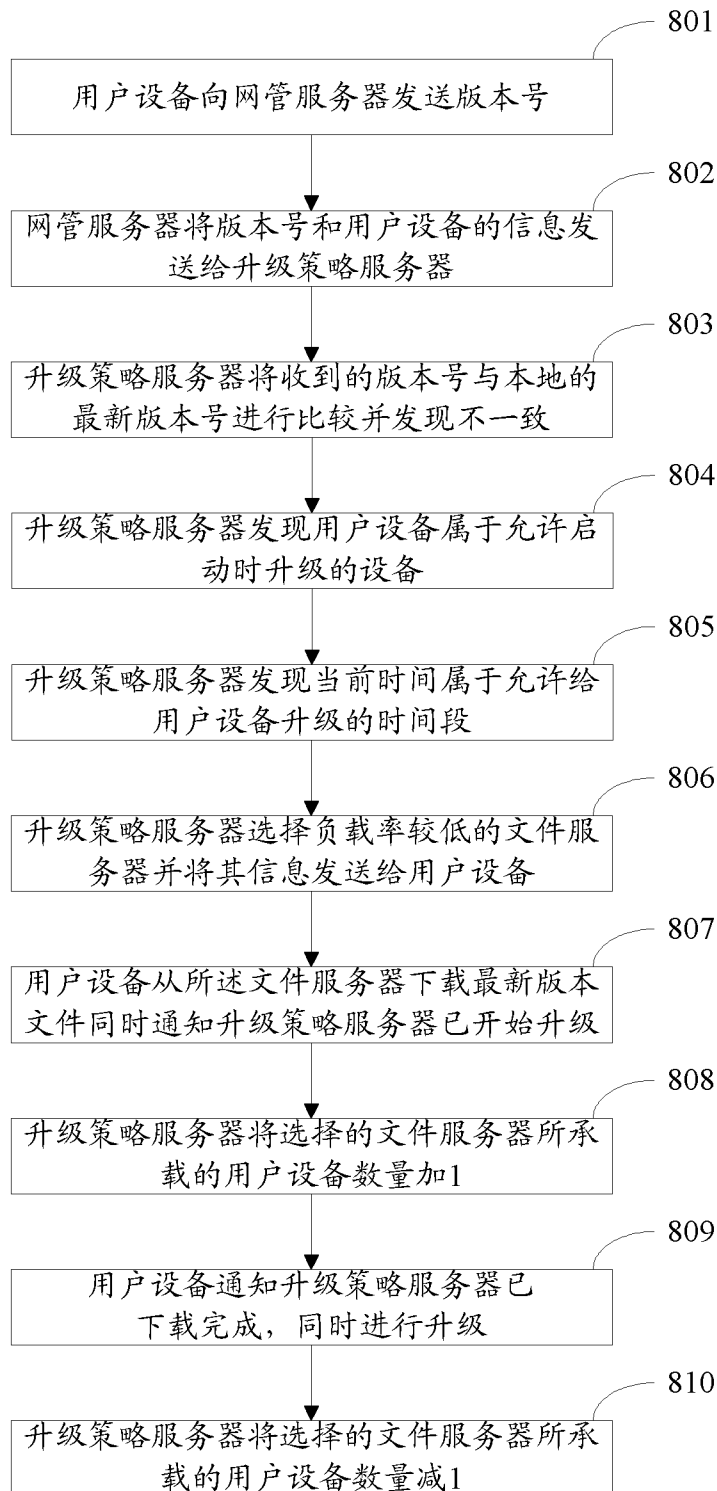 801
用户设备向网管服务器发送版本号
802
网管服务器将版本号和用户设备的信息发
送给升级策略服务器
803
升级策略服务器将收到的版本号与本地的
最新版本号进行比较并发现不一致
804
升级策略服务器发现用户设备属于允许启
动时升级的设备
805
升级策略服务器发现当前时间属于允许给
用户设备升级的时间段
806
升级策略服务器选择负载率较低的文件服
务器并将其信息发送给用户设备
807
用户设备从所述文件服务器下载最新版本
文件同时通知升级策略服务器已开始升级
808
升级策略服务器将选择的文件服务器所承
载的用户设备数量加1
809
用户设备通知升级策略服务器已
下载完成，同时进行升级
810
升级策略服务器将选择的文件服务器所承
载的用户设备数量减1